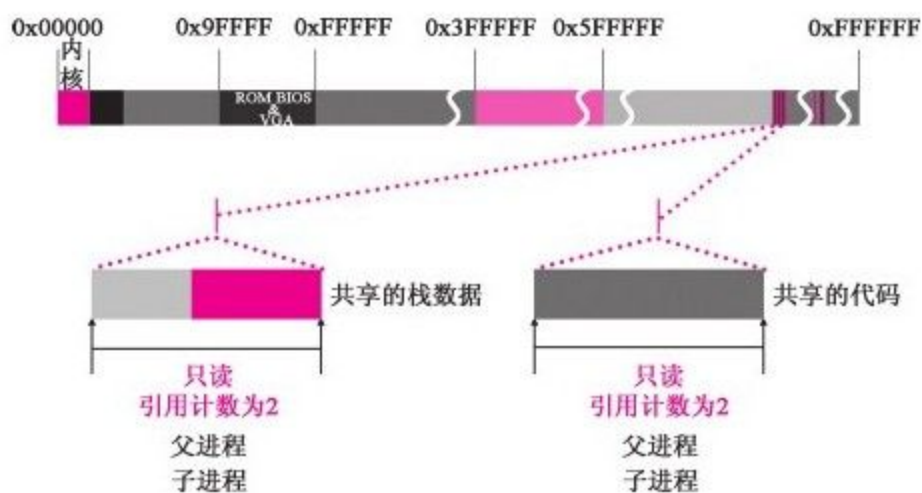 0x00000 0x9FFFF 0xFFFFF 0x3FFFFF 0x5FFFFF 0xFFFFFF
内
核
ROM BIOS
&
VGA
共享的栈数据
共享的代码
只读
引用计数为2
父进程
子进程
只读
引用计数为2
父进程
子进程